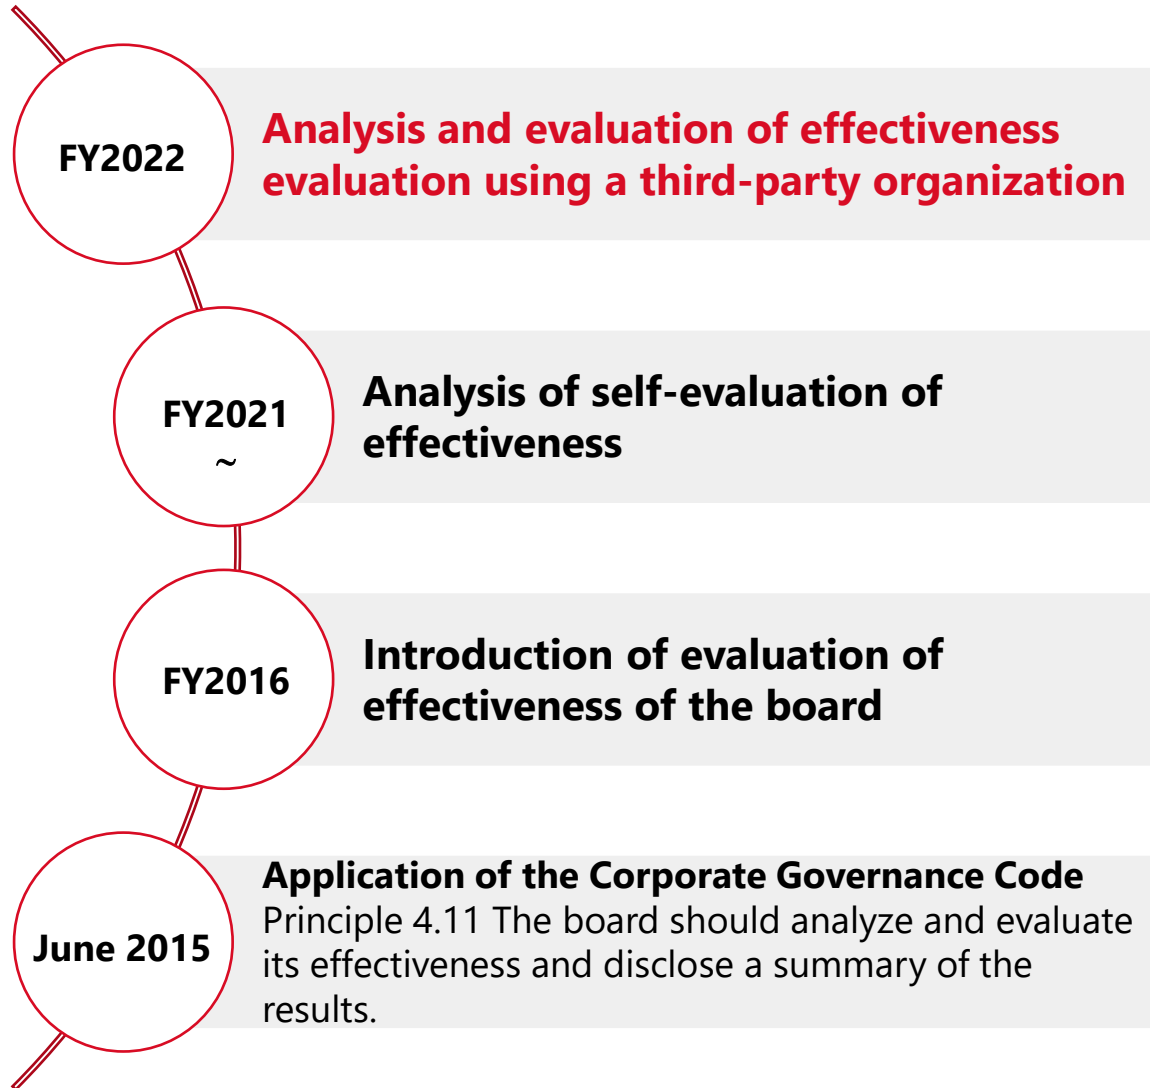 FY2022
Analysis and evaluation of effectiveness
evaluation using a third-party organization
FY2021
~
Analysis of self-evaluation of
effectiveness
FY2016
Introduction of evaluation of
effectiveness of the board
June 2015
Application of the Corporate Governance Code
Principle 4.11 The board should analyze and evaluate
its effectiveness and disclose a summary of the
results.